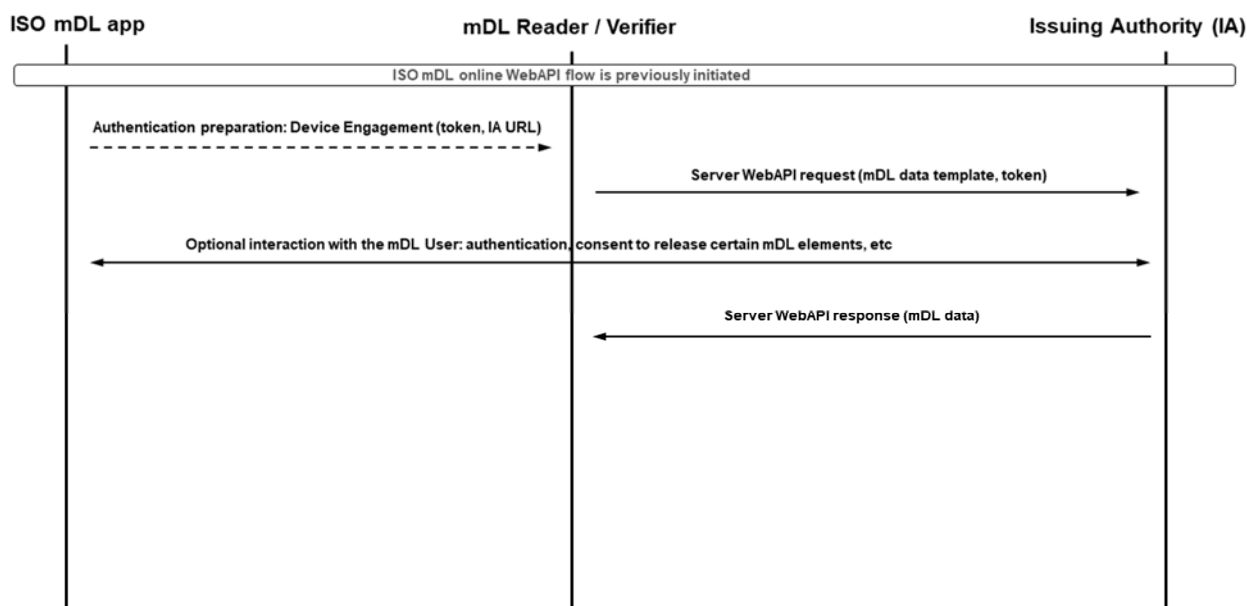 ISO mDL app
mDL Reader / Verifier
Issuing Authority (IA)
ISO mDL online WebAPI flow is previously initiated
Authentication preparation: Device Engagement (token, IA URL)
Server WebAPI request (mDL data template, token)
Optional interaction with the mDL User: authentication, consent to release certain mDL elements, etc
Server WebAPI response (mDL data)